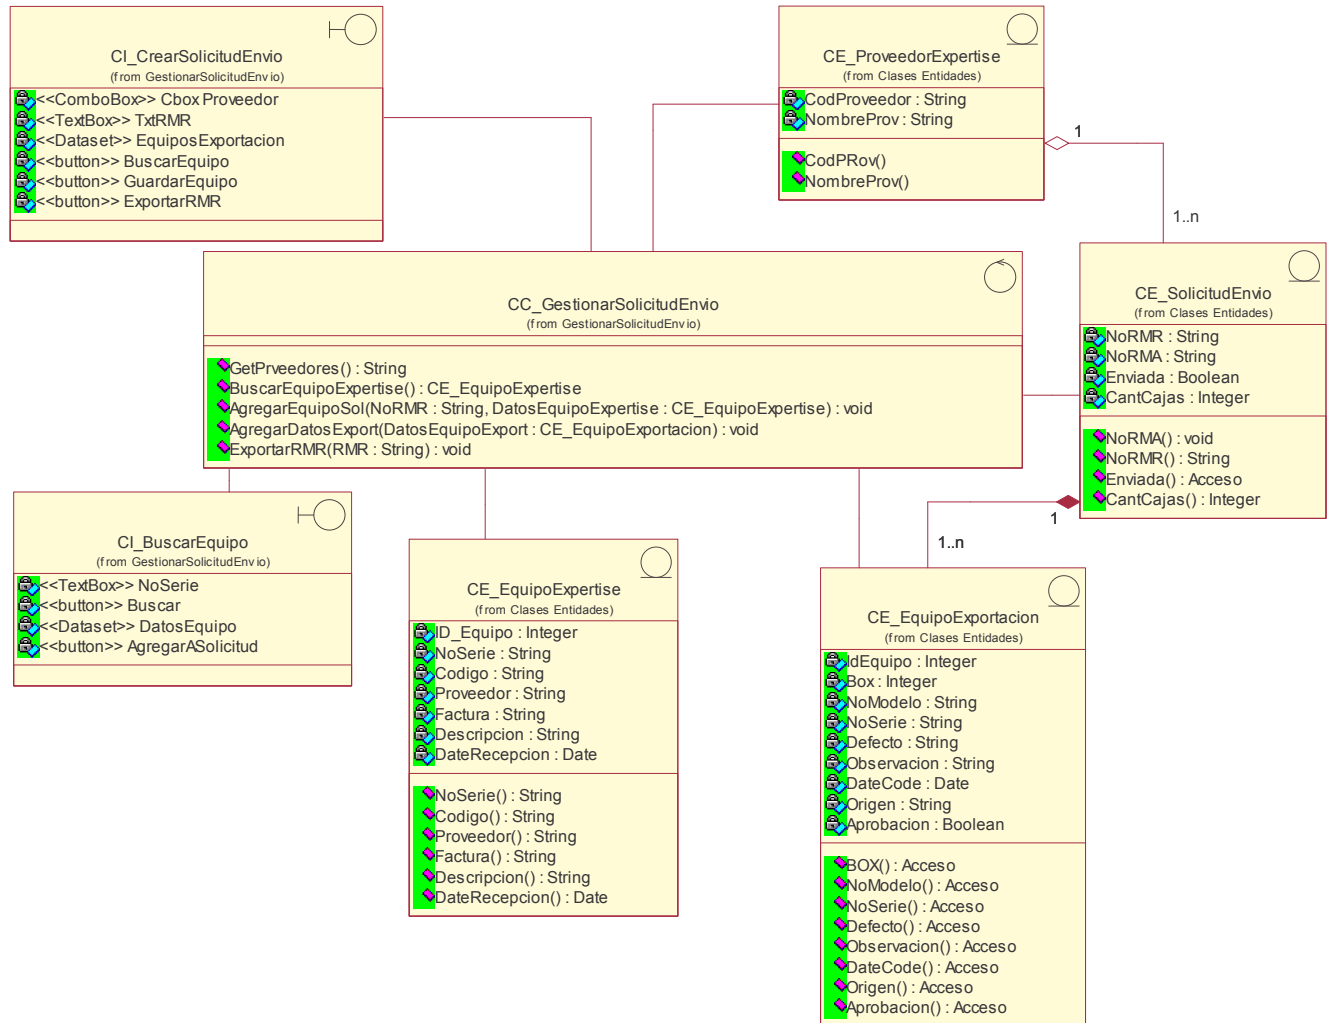 CI_CrearSolicitudEnvio
(from GestionarSolicitudEnvio)
<<ComboBox>> Cbox Proveedor
<<TextBox>> TxtRMR
<<Dataset>> EquiposExportacion
<<button>> BuscarEquipo
<<button>> GuardarEquipo
<<button>> ExportarRMR
CE_ProveedorExpertise
(from Clases Entidades)
CodProveedor : String
NombreProv : String
CodPRov()
NombreProv()
1
1..n
CC_GestionarSolicitudEnvio
(from GestionarSolicitudEnvio)
GetPrveedores() : String
BuscarEquipoExpertise() : CE_EquipoExpertise
AgregarEquipoSol(NoRMR : String, DatosEquipoExpertise : CE_EquipoExpertise) : void
AgregarDatosExport(DatosEquipoExport : CE_EquipoExportacion) : void
ExportarRMR(RMR : String) : void
CE_SolicitudEnvio
(from Clases Entidades)
NoRMR : String
NoRMA : String
Enviada : Boolean
CantCajas : Integer
NoRMA() : void
NoRMR() : String
Enviada() : Acceso
CantCajas() : Integer
1
1..n
CI_BuscarEquipo
(from GestionarSolicitudEnvio)
<<TextBox>> NoSerie
<<button>> Buscar
<<Dataset>> DatosEquipo
<<button>> AgregarASolicitud
CE_EquipoExpertise
(from Clases Entidades)
ID_Equipo : Integer
NoSerie : String
Codigo : String
Proveedor : String
Factura : String
Descripcion : String
DateRecepcion : Date
NoSerie() : String
Codigo() : String
Proveedor() : String
Factura() : String
Descripcion() : String
DateRecepcion() : Date
CE_EquipoExportacion
(from Clases Entidades)
IdEquipo : Integer
Box : Integer
NoModelo : String
NoSerie : String
Defecto : String
Observacion : String
DateCode : Date
Origen : String
Aprobacion : Boolean
BOX() : Acceso
NoModelo() : Acceso
NoSerie() : Acceso
Defecto() : Acceso
Observacion() : Acceso
DateCode() : Acceso
Origen() : Acceso
Aprobacion() : Acceso